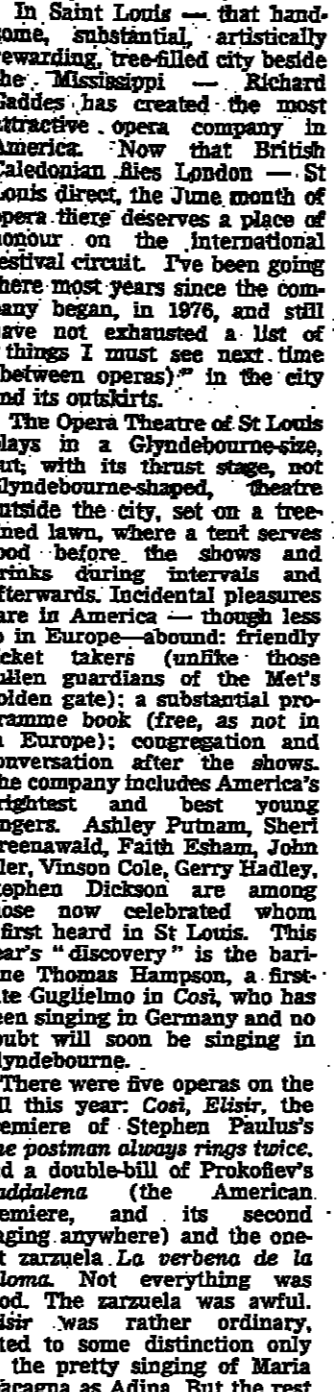 In Saint Louis — that hand-
some, substantial, artistically
rewarding, tree-filled city beside
the Mississippi — Richard
Gaddes has created the most
attractive opera company in
America. Now that British
Caledonian flies London — St
Louis direct, the June month of
opera there deserves a place of
honour on the international
festival circuit. I've been going
there most years since the com-
pany began, in 1976, and still
have not exhausted a list of
"things I must see next time
(between operas)" in the city
and its outskirts.
The Opera Theatre of St Louis
plays in a Glyndebourne-size,
but, with its thrust stage, not
Glyndebourne-shaped, theatre
outside the city, set on a tree-
lined lawn, where a tent serves
food before the shows and
drinks during intervals and
afterwards. Incidental pleasures
rare in America — though less
so in Europe—abound: friendly
ticket takers (unlike those
sullen guardians of the Met's
golden gate); a substantial pro-
gramme book (free, as not in
in Europe); congregation and
conversation after the shows.
The company includes America's
brightest and best young
singers. Ashley Putnam, Sheri
Greenawald, Faith Esham, John
ler, Vinson Cole, Gerry Hadley,
Stephen Dickson are among
those now celebrated whom
I first heard in St Louis. This
year's "discovery" is the bari-
tone Thomas Hampson, a first-
rate Guglielmo in Cosi, who has
been singing in Germany and no
doubt will soon be singing in
Glyndebourne.
There were five operas on the
bill this year: Cosi, Elisir, the
premiere of Stephen Paulus's
The postman always rings twice,
and a double-bill of Prokofiev's
Maddalena (the American
premiere, and its second
staging anywhere) and the one-
act zarzuela La verbena de la
paloma. Not everything was
good. The zarzuela was awful.
Elisir was rather ordinary,
lifted to some distinction only
by the pretty singing of Maria
as Adina. But the rest